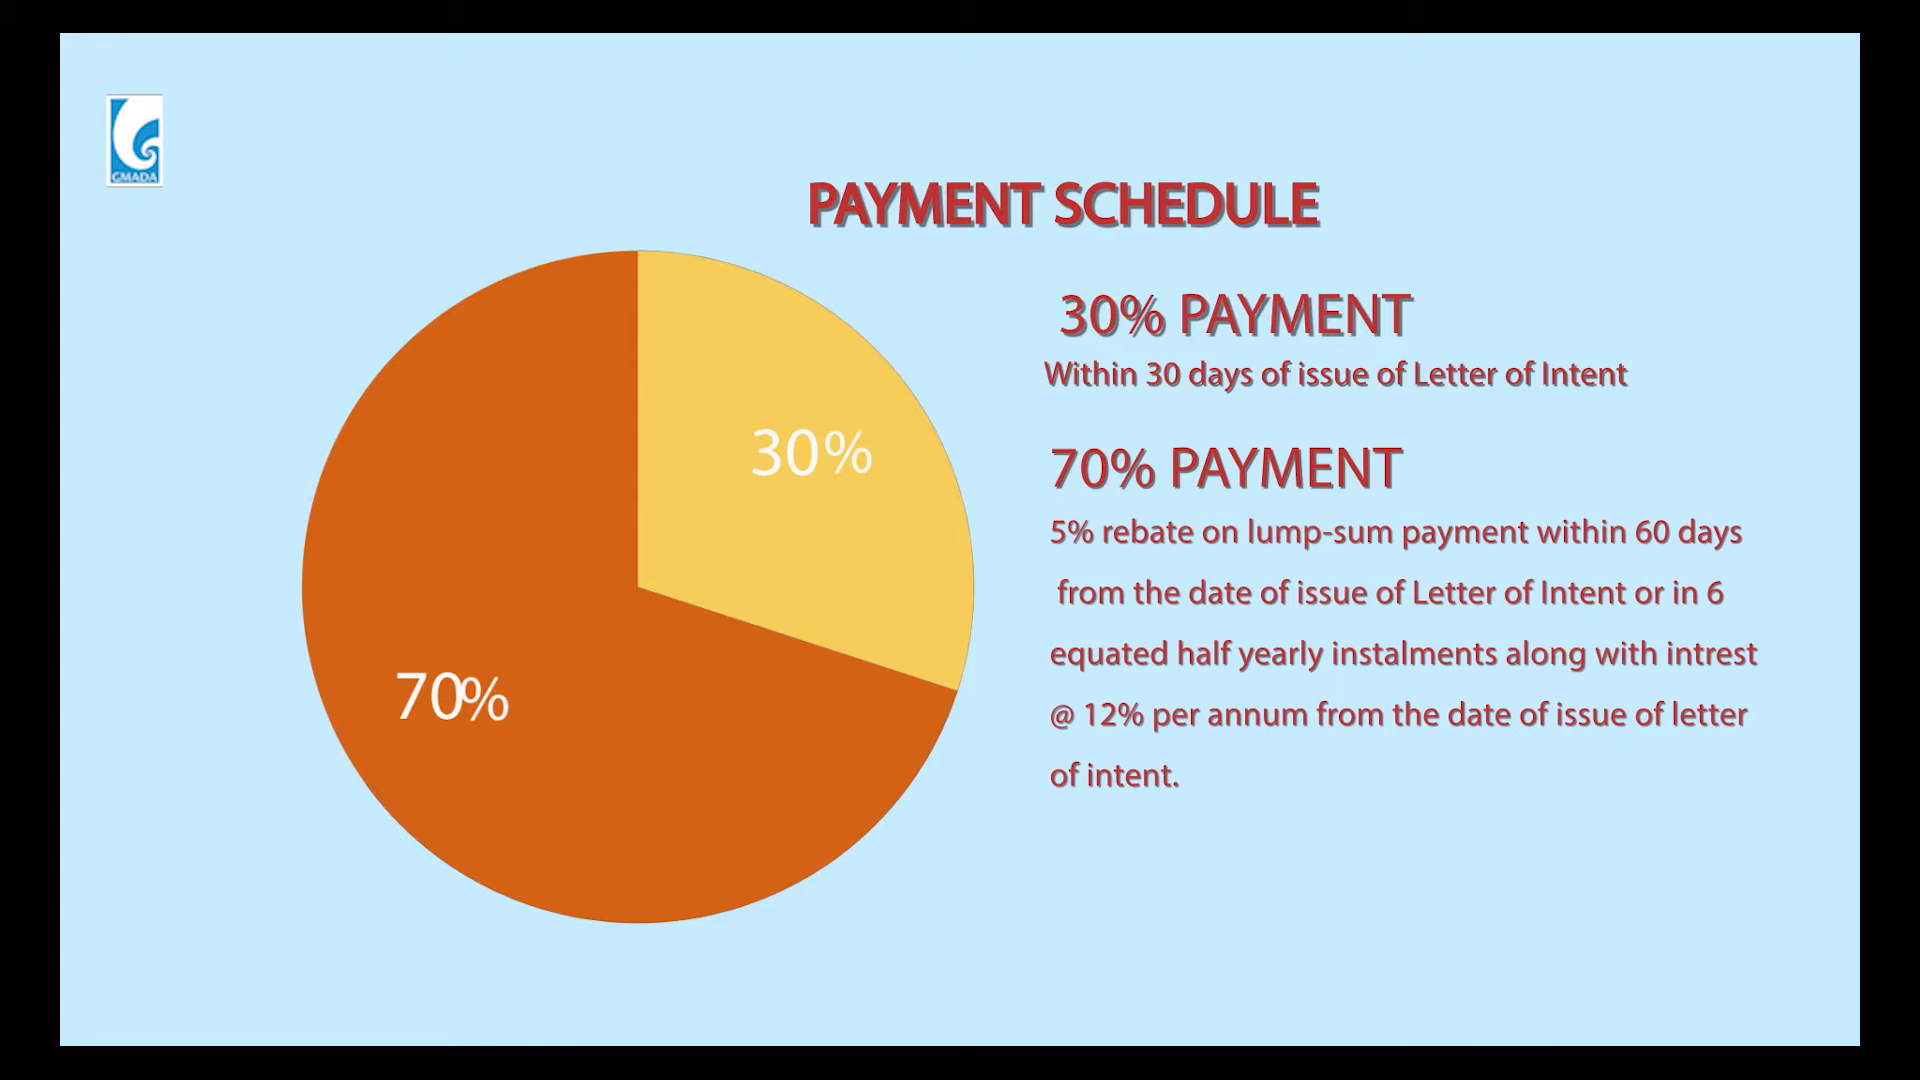 GMADA
PAYMENT SCHEDULE
30% PAYMENT
Within 30 days of issue of Letter of Intent
30%
70% PAYMENT
5% rebate on lump-sum payment within 60 days
from the date of issue of Letter of Intent or in 6
equated half yearly instalments along with intrest
@ 12% per annum from the date of issue of letter
of intent.
70%